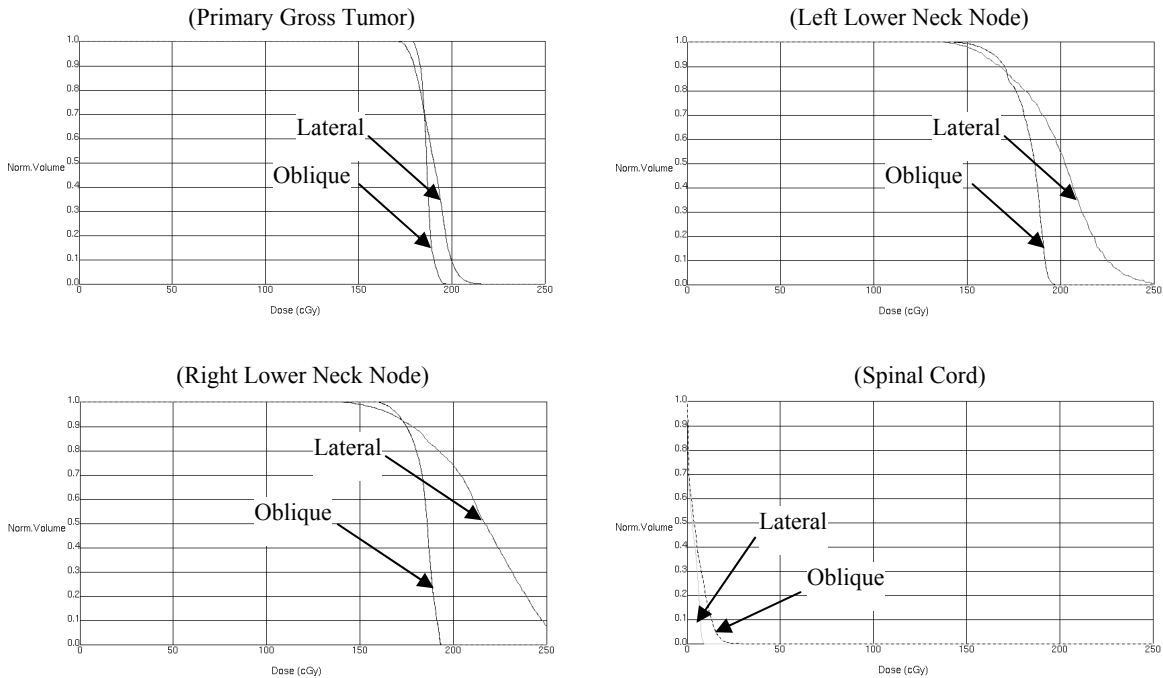 (Primary Gross Tumor)
1.0
0.9
0.8
0.7
0.6
Norm.Volume
0.5
0.4
0.3
0.2
0.1
0.0
Lateral
Oblique
0 50 100 150 200 250
Dose (cGy)
(Left Lower Neck Node)
1.0
0.9
0.8
0.7
0.6
Norm.Volume
0.5
0.4
0.3
0.2
0.1
0.0
Lateral
Oblique
0 50 100 150 200 250
Dose (cGy)
(Right Lower Neck Node)
1.0
0.9
0.8
0.7
0.6
Norm.Volume
0.5
0.4
0.3
0.2
0.1
0.0
Lateral
Oblique
0 50 100 150 200 250
Dose (cGy)
(Spinal Cord)
1.0
0.9
0.8
0.7
0.6
Norm.Volume
0.5
0.4
0.3
0.2
0.1
0.0
Lateral
Oblique
0 50 100 150 200 250
Dose (cGy)